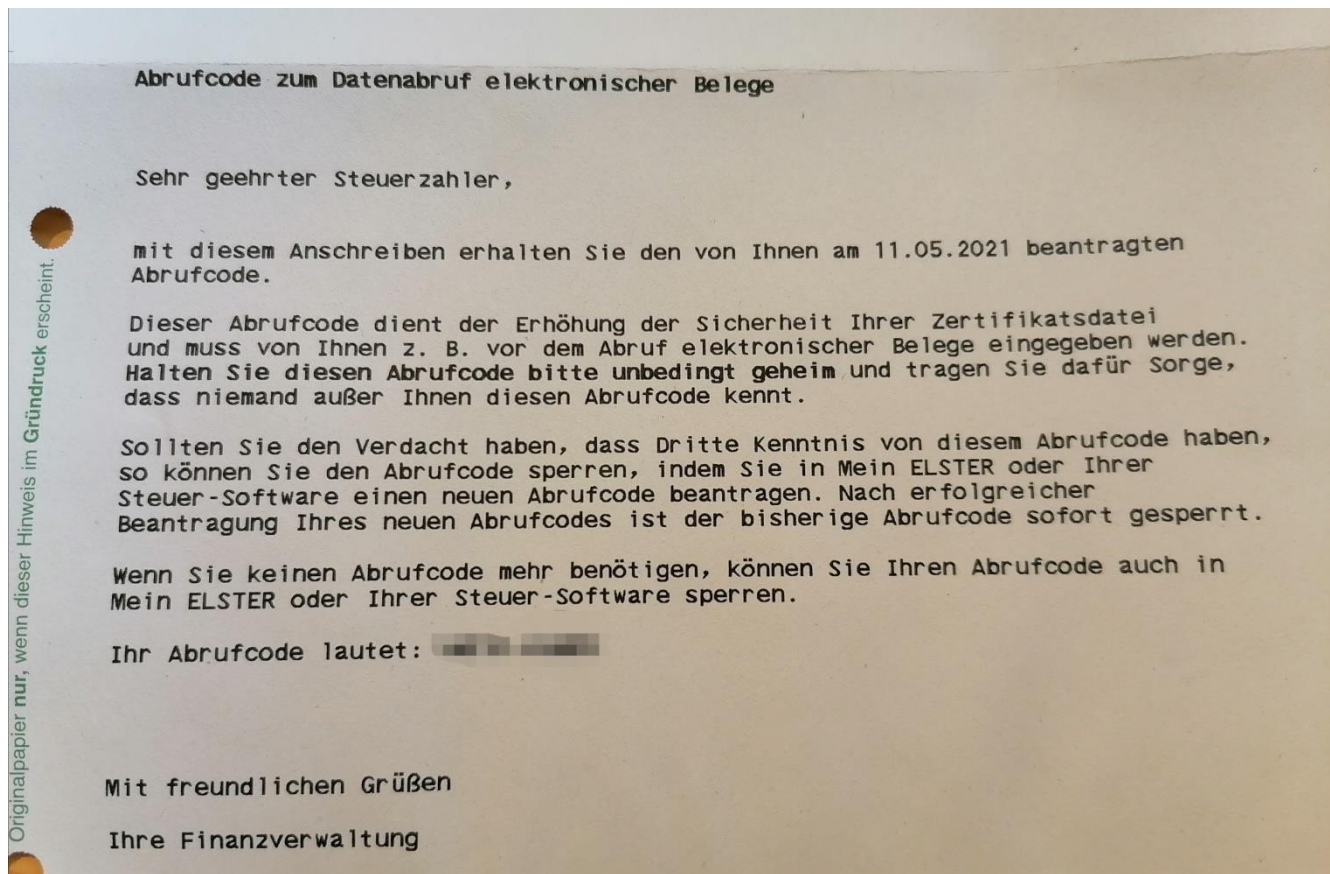 Abrufcode zum Datenabruf elektronischer Belege
Sehr geehrter Steuerzahler,
mit diesem Anschreiben erhalten Sie den von Ihnen am 11.05.2021 beantragten
Abrufcode.
Dieser Abrufcode dient der Erhöhung der Sicherheit Ihrer Zertifikatsdatei
und muss von Ihnen z. B. vor dem Abruf elektronischer Belege eingegeben werden.
Halten Sie diesen Abrufcode bitte unbedingt geheim und tragen Sie dafür Sorge,
dass niemand außer Ihnen diesen Abrufcode kennt.
Sollten Sie den Verdacht haben, dass Dritte Kenntnis von diesem Abrufcode haben,
so können Sie den Abrufcode sperren, indem Sie in Mein ELSTER oder Ihrer
Steuer-Software einen neuen Abrufcode beantragen. Nach erfolgreicher
Beantragung Ihres neuen Abrufcodes ist der bisherige Abrufcode sofort gesperrt.
Wenn Sie keinen Abrufcode mehr benötigen, können Sie Ihren Abrufcode auch in
Mein ELSTER oder Ihrer Steuer-Software sperren.
Ihr Abrufcode lautet:
Mit freundlichen Grüßen
Ihre Finanzverwaltung
Originalpapier nur, wenn dieser Hinweis im Gründruck erscheint.